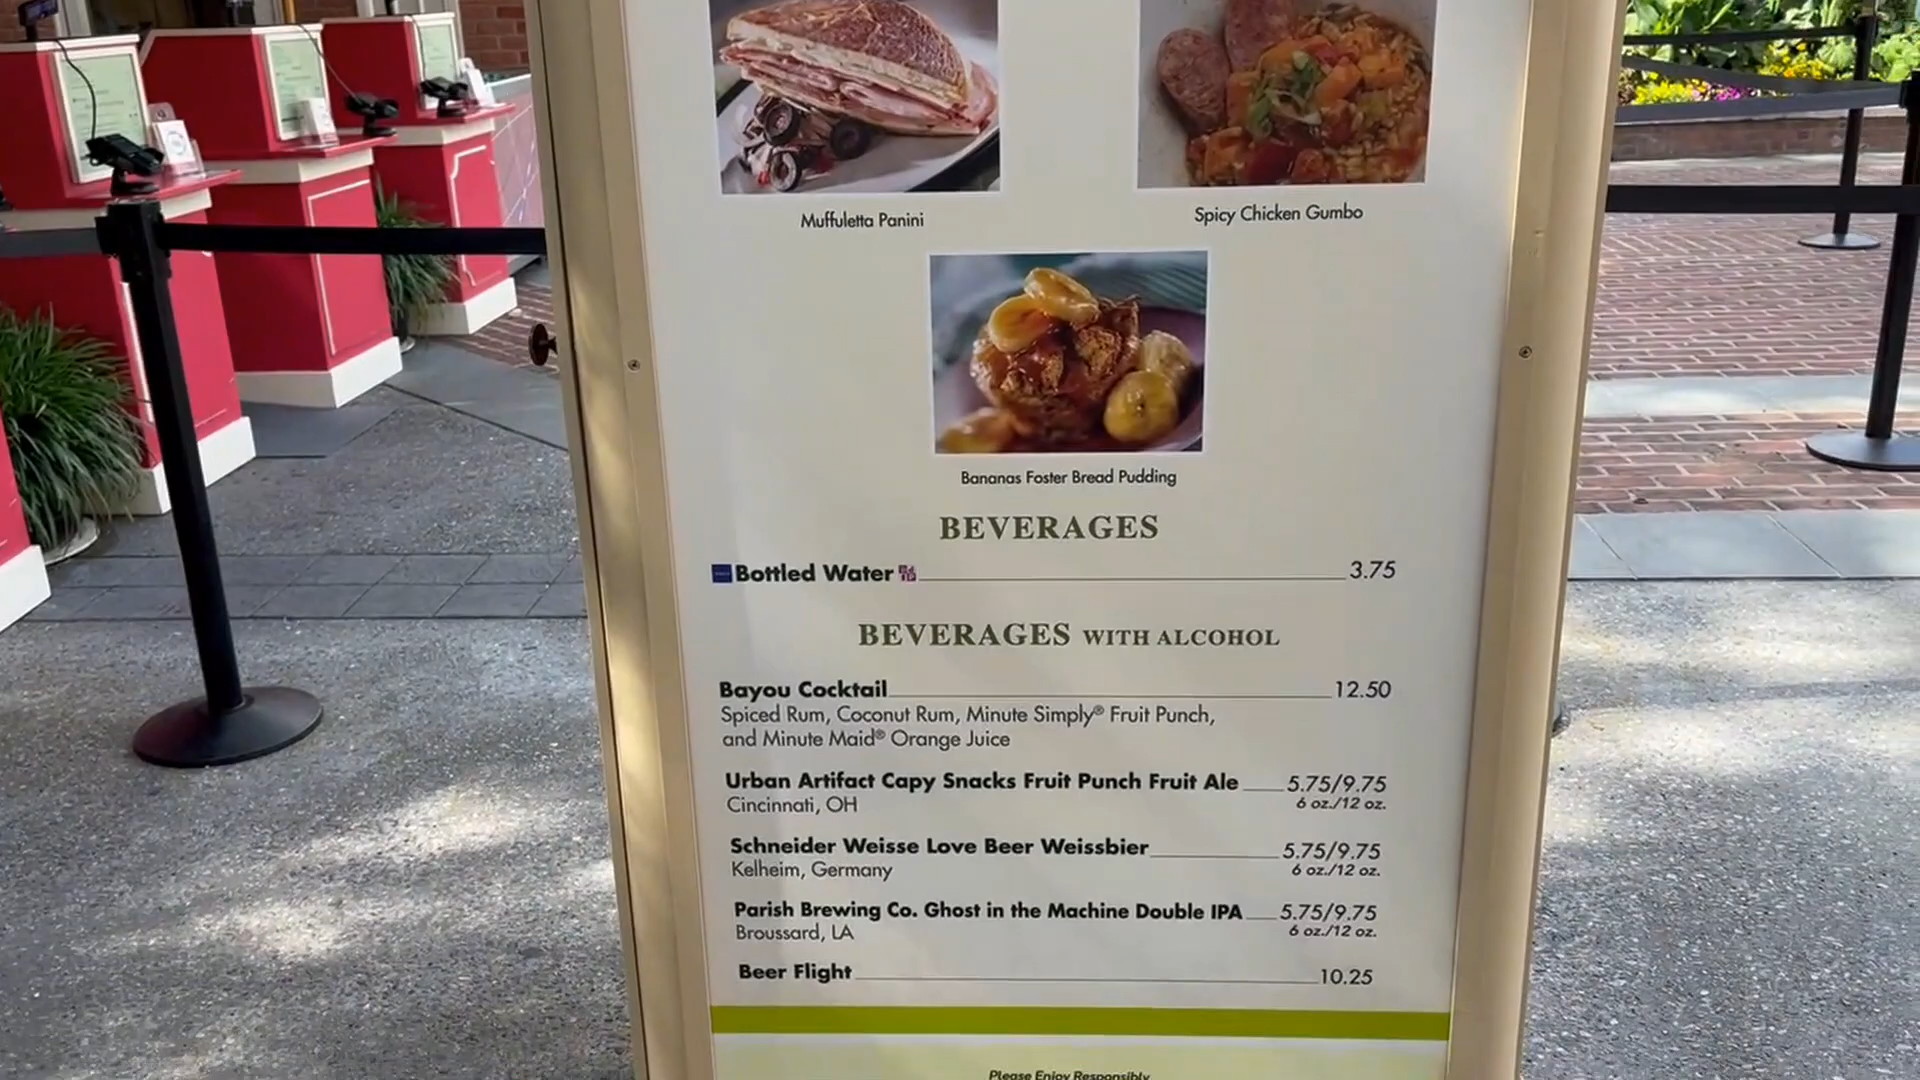 Muffuletta Panini
Spicy Chicken Gumbo
Bananas Foster Bread Pudding
BEVERAGES
Bottled Water 3.75
BEVERAGES WITH ALCOHOL
Bayou Cocktail 12.50
Spiced Rum, Coconut Rum, Minute Simply® Fruit Punch,
and Minute Maid® Orange Juice
Urban Artifact Capy Snacks Fruit Punch Fruit Ale 5.75/9.75
Cincinnati, OH 6 oz./12 oz.
Schneider Weisse Love Beer Weissbier 5.75/9.75
Kelheim, Germany 6 oz./12 oz.
Parish Brewing Co. Ghost in the Machine Double IPA 5.75/9.75
Broussard, LA 6 oz./12 oz.
Beer Flight 10.25
Please Enjoy Responsibly